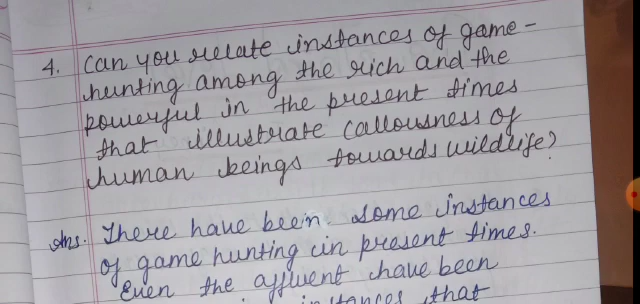 4. Can you relate instances of game-
hunting among the rich and the
powerful in the present times
that illustrate callousness of
human beings towards wildlife?
Ans. There have been some instances
of game hunting in present times.
Even the affluent have been
instances that